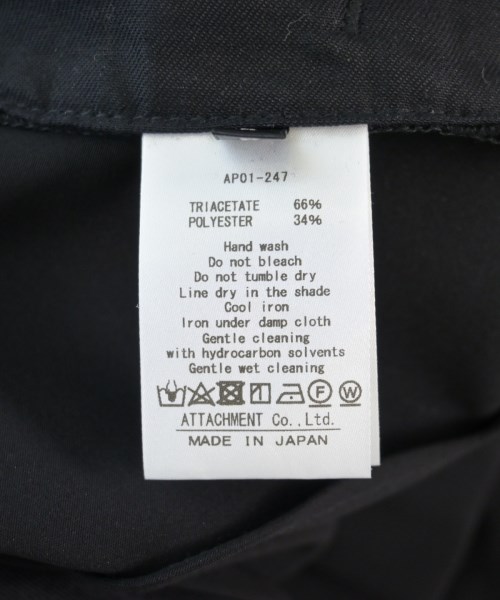 AP01-247
TRIACETATE 66%
POLYESTER 34%
Hand wash
Do not bleach
Do not tumble dry
Line dry in the shade
Cool iron
Iron under damp cloth
Gentle cleaning
with hydrocarbon solvents
Gentle wet cleaning
F W
ATTACHMENT Co.,Ltd.
MADE IN JAPAN